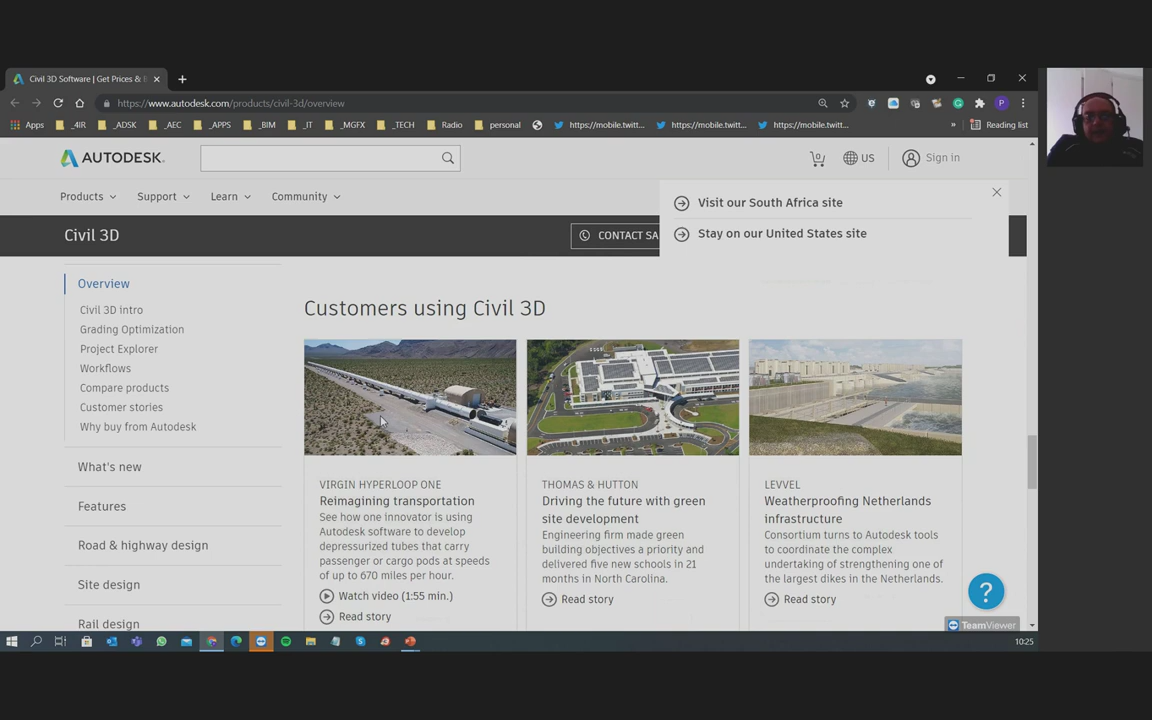 Civil 3D Software | Get Prices &
https://www.autodesk.com/products/civil-3d/overview
P
Apps
_4IR
_ADSK
_AEC
_APPS
_BIM
_IT
_MGFX
_TECH
Radio
personal
https://mobile.twitt...
https://mobile.twitt...
https://mobile.twitt...
»
Reading list
AUTODESK.
0
US
Sign in
Products
Support
Learn
Community
Visit our South Africa site
Stay on our United States site
Civil 3D
CONTACT SA
Overview
Civil 3D intro
Grading Optimization
Project Explorer
Workflows
Compare products
Customer stories
Why buy from Autodesk
What's new
Features
Road & highway design
Site design
Rail design
Customers using Civil 3D
VIRGIN HYPERLOOP ONE
Reimagining transportation
See how one innovator is using
Autodesk software to develop
depressurized tubes that carry
passenger or cargo pods at speeds
of up to 670 miles per hour.
Watch video (1:55 min.)
Read story
THOMAS & HUTTON
Driving the future with green
site development
Engineering firm made green
building objectives a priority and
delivered five new schools in 21
months in North Carolina.
Read story
LEVVEL
Weatherproofing Netherlands
infrastructure
Consortium turns to Autodesk tools
to coordinate the complex
undertaking of strengthening one of
the largest dikes in the Netherlands.
Read story
?
TeamViewer
10:25